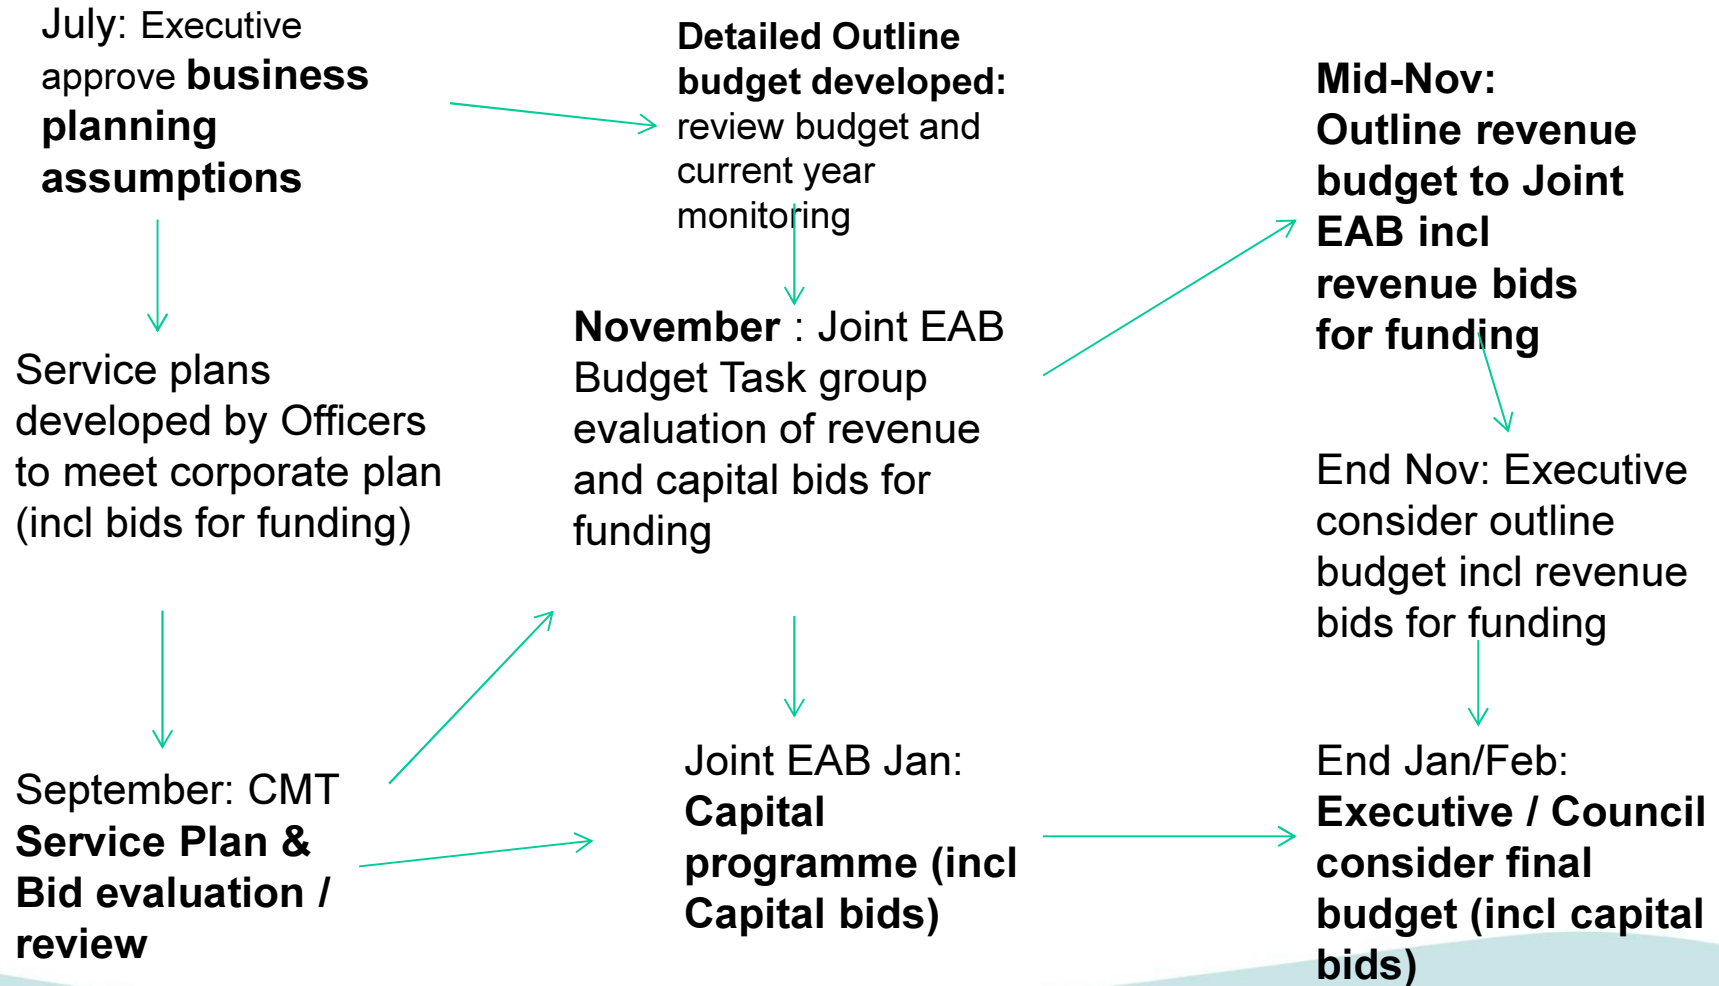 July: Executive
approve business
planning
assumptions
Service plans
developed by Officers
to meet corporate plan
(incl bids for funding)
September: CMT
Service Plan &
Bid evaluation /
review
Detailed Outline
budget developed:
review budget and
current year
monitoring
November : Joint EAB
Budget Task group
evaluation of revenue
and capital bids for
funding
Joint EAB Jan:
Capital
programme (incl
Capital bids)
Mid-Nov:
Outline revenue
budget to Joint
EAB incl
revenue bids
for funding
End Nov: Executive
consider outline
budget incl revenue
bids for funding
End Jan/Feb:
Executive / Council
consider final
budget (incl capital
bids)